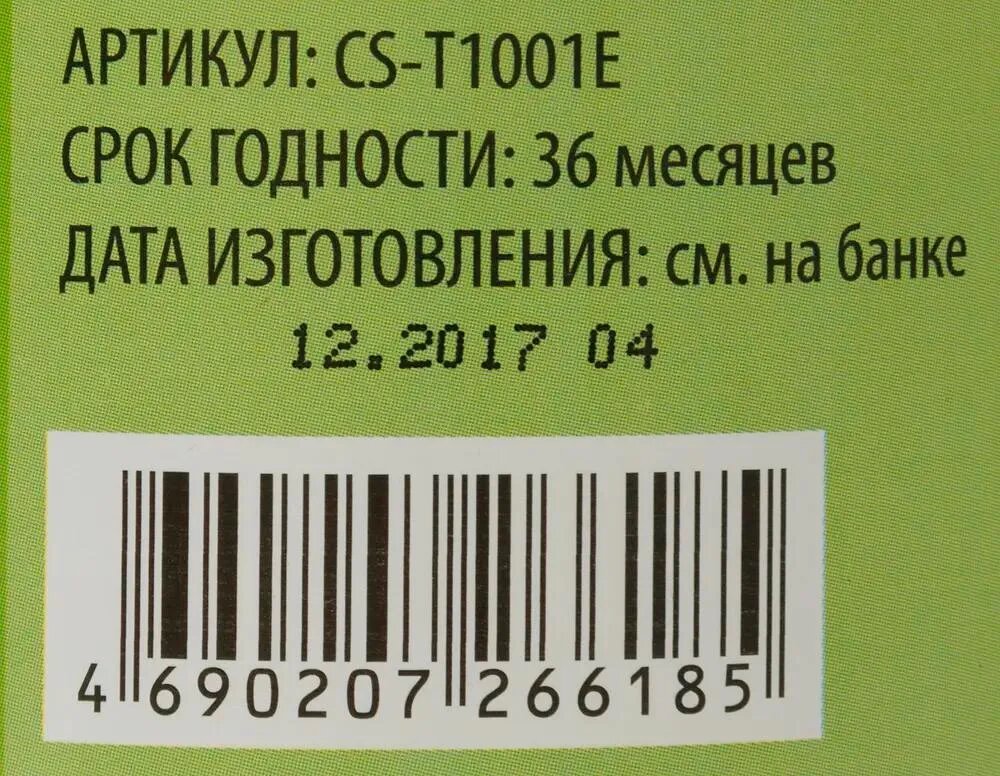 АРТИКУЛ: CS-T1001E
СРОК ГОДНОСТИ: 36 месяцев
ДАТА ИЗГОТОВЛЕНИЯ: см. на банке
12.2017 04
4 690207 266185